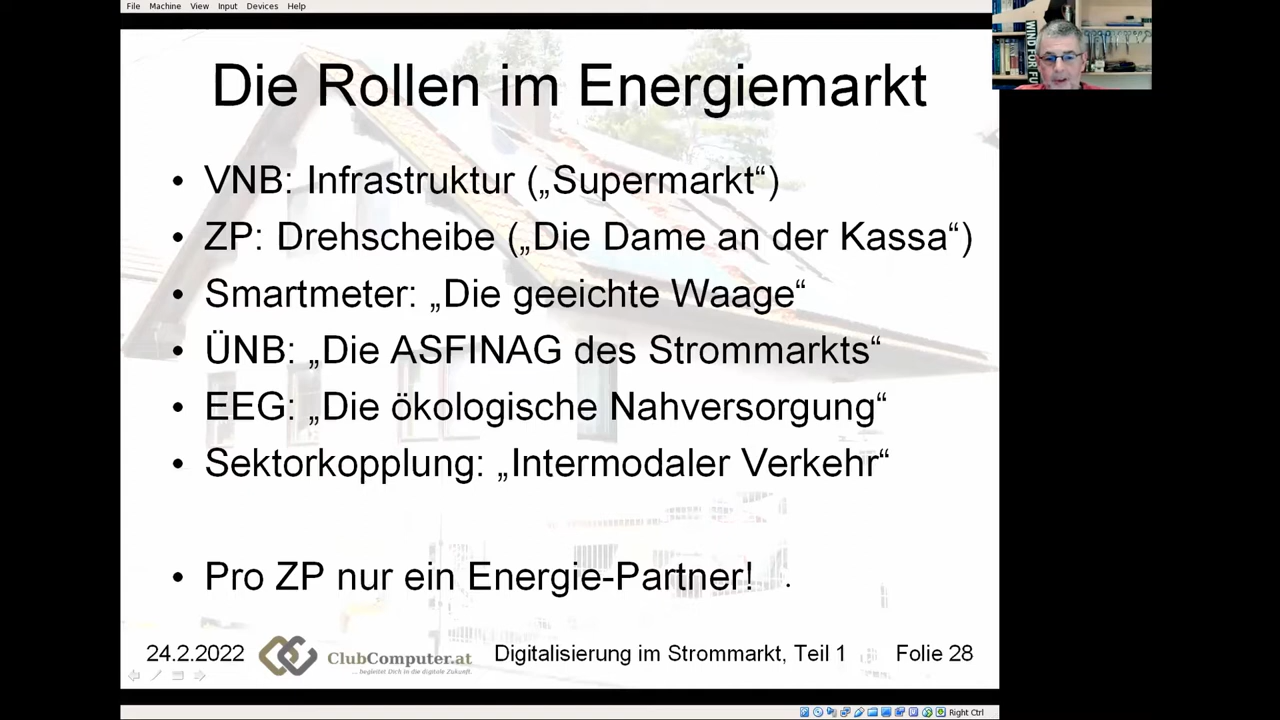 File Machine View Input Devices Help
Die Rollen im Energiemarkt
• VNB: Infrastruktur („Supermarkt“)
• ZP: Drehscheibe („Die Dame an der Kassa“)
• Smartmeter: „Die geeichte Waage“
• ÜNB: „Die ASFINAG des Strommarkts“
• EEG: „Die ökologische Nahversorgung“
• Sektorkopplung: „Intermodaler Verkehr“
• Pro ZP nur ein Energie-Partner!
24.2.2022 ClubComputer.at Digitalisierung im Strommarkt, Teil 1 Folie 28
... begleitet Dich in die digitale Zukunft.
Right Ctrl
WIND FOR FU